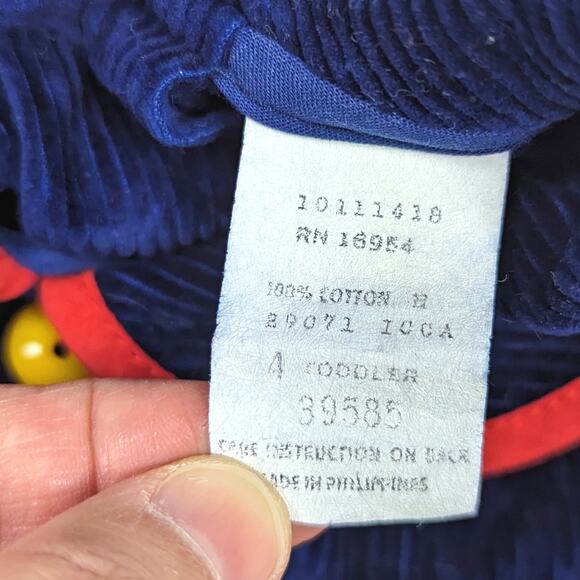 10111418
RN 16954
100% COTTON
29071 ICCA
4 TODDLER
39585
CARE INSTRUCTION ON BACK
MADE IN PHILIPPINES